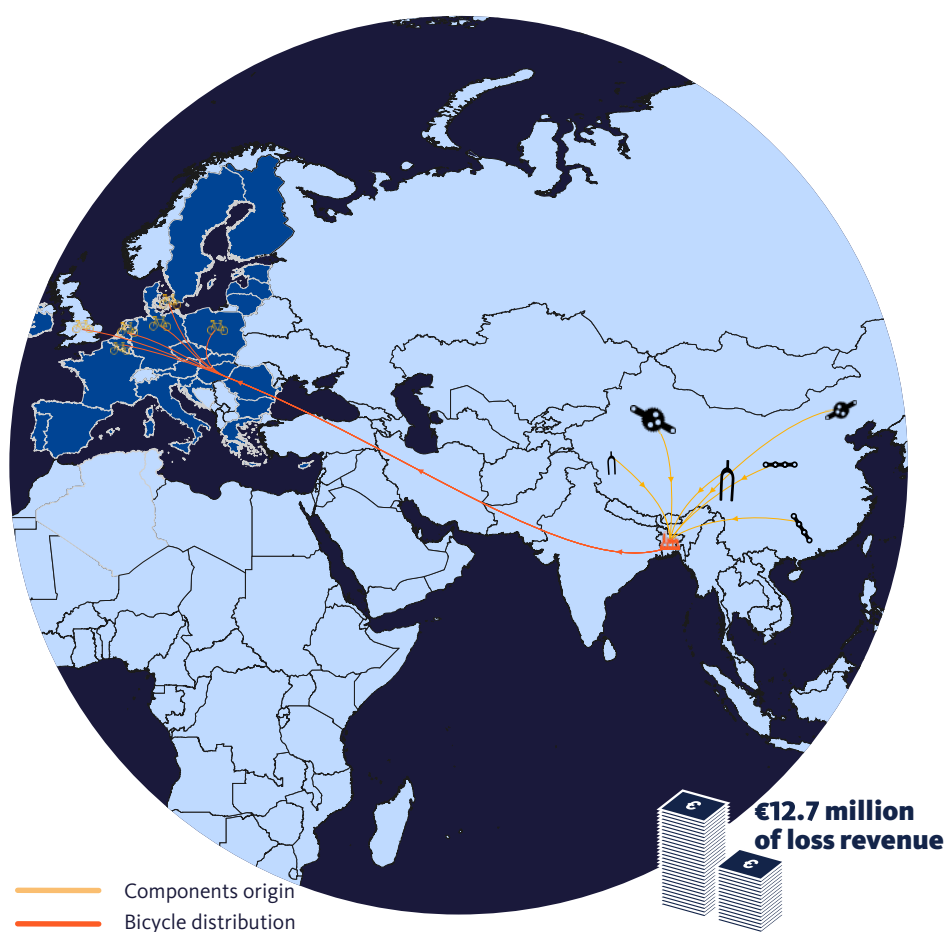 €
€12.7 million
of loss revenue
€
Components origin
Bicycle distribution